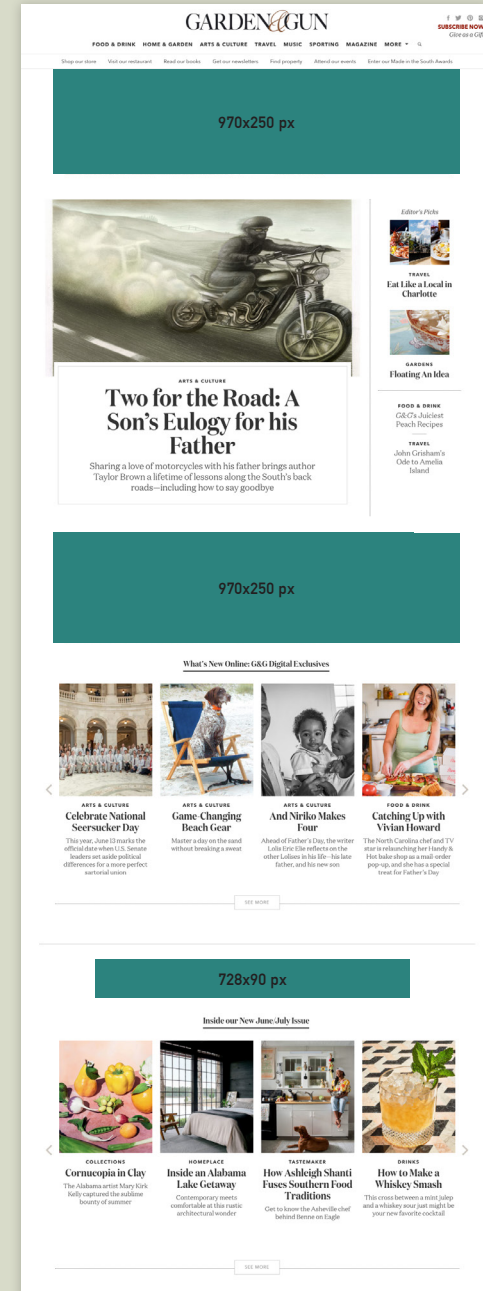 GARDEN & GUN
SUBSCRIBE NOW
Give as a Gift
FOOD & DRINK HOME & GARDEN ARTS & CULTURE TRAVEL MUSIC SPORTING MAGAZINE MORE
Shop our store Visit our restaurant Read our books Get our newsletters Find property Attend our events Enter our Made in the South Awards
970x250 px
ARTS & CULTURE
Two for the Road: A
Son's Eulogy for his
Father
Sharing a love of motorcycles with his father brings author
Taylor Brown a lifetime of lessons along the South's back
roads—including how to say goodbye
Editor's Picks
TRAVEL
Eat Like a Local in
Charlotte
GARDENS
Floating An Idea
FOOD & DRINK
G&G's Juiciest
Peach Recipes
TRAVEL
John Grisham's
Ode to Amelia
Island
970x250 px
What's New Online: G&G Digital Exclusives
ARTS & CULTURE
Celebrate National
Seersucker Day
This year, June 13 marks the
official date when U.S. Senate
leaders set aside political
differences for a more perfect
sartorial union
ARTS & CULTURE
Game-Changing
Beach Gear
Master a day on the sand
without breaking a sweat
ARTS & CULTURE
And Niriko Makes
Four
Ahead of Father's Day, the writer
Lolis Eric Elie reflects on the
other Lolises in his life—his late
father, and his new son
FOOD & DRINK
Catching Up with
Vivian Howard
The North Carolina chef and TV
star is relaunching her Handy &
Hot bake shop as a mail-order
pop-up, and she has a special
treat for Father's Day
SEE MORE
728x90 px
Inside our New June/July Issue
COLLECTIONS
Cornucopia in Clay
The Alabama artist Mary Kirk
Kelly captured the sublime
bounty of summer
HOMEPLACE
Inside an Alabama
Lake Getaway
Contemporary meets
comfortable at this rustic
architectural wonder
TASTEMAKER
How Ashleigh Shanti
Fuses Southern Food
Traditions
Get to know the Asheville chef
behind Benne on Eagle
DRINKS
How to Make a
Whiskey Smash
This cross between a mint julep
and a whiskey sour just might be
your new favorite cocktail
SEE MORE